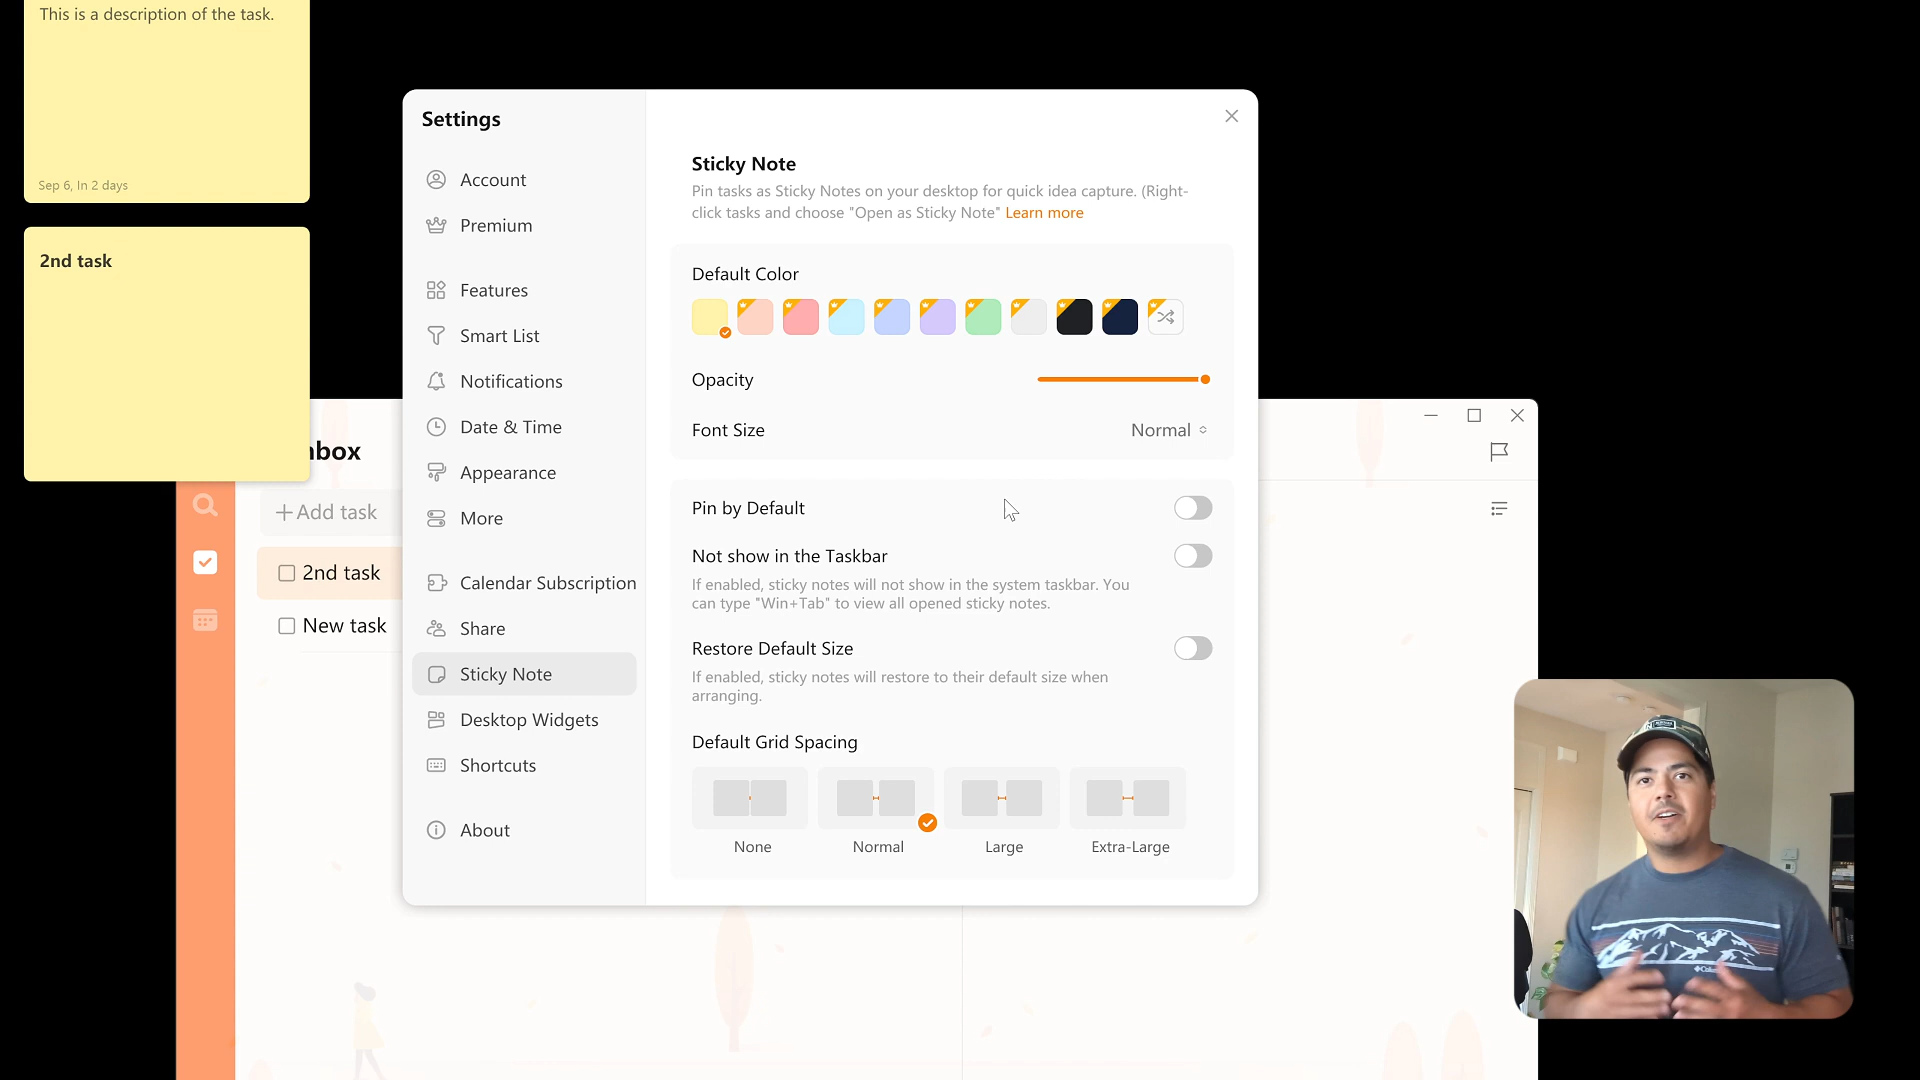 This is a description of the task.
Sep 6, In 2 days
2nd task
Inbox
Add task
2nd task
New task
Settings
Account
Premium
Features
Smart List
Notifications
Date & Time
Appearance
More
Calendar Subscription
Share
Sticky Note
Desktop Widgets
Shortcuts
About
Sticky Note
Pin tasks as Sticky Notes on your desktop for quick idea capture. (Right-
click tasks and choose "Open as Sticky Note" Learn more
Default Color
Opacity
Font Size
Normal
Pin by Default
Not show in the Taskbar
If enabled, sticky notes will not show in the system taskbar. You
can type "Win+Tab" to view all opened sticky notes.
Restore Default Size
If enabled, sticky notes will restore to their default size when
arranging.
Default Grid Spacing
None
Normal
Large
Extra-Large